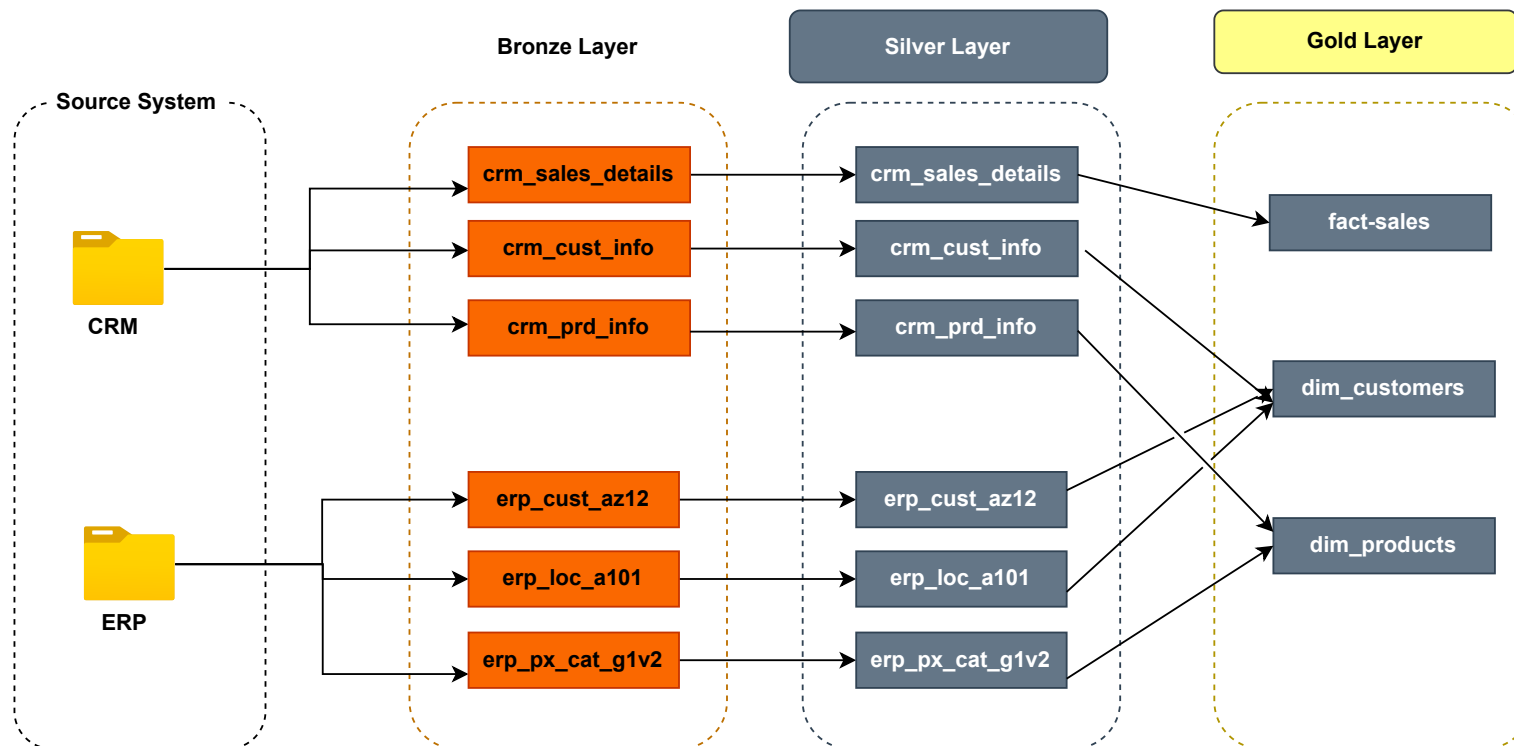 Bronze Layer
Silver Layer
Gold Layer
Source System
CRM
ERP
crm_sales_details
crm_cust_info
crm_prd_info
erp_cust_az12
erp_loc_a101
erp_px_cat_g1v2
crm_sales_details
crm_cust_info
crm_prd_info
erp_cust_az12
erp_loc_a101
erp_px_cat_g1v2
fact-sales
dim_customers
dim_products